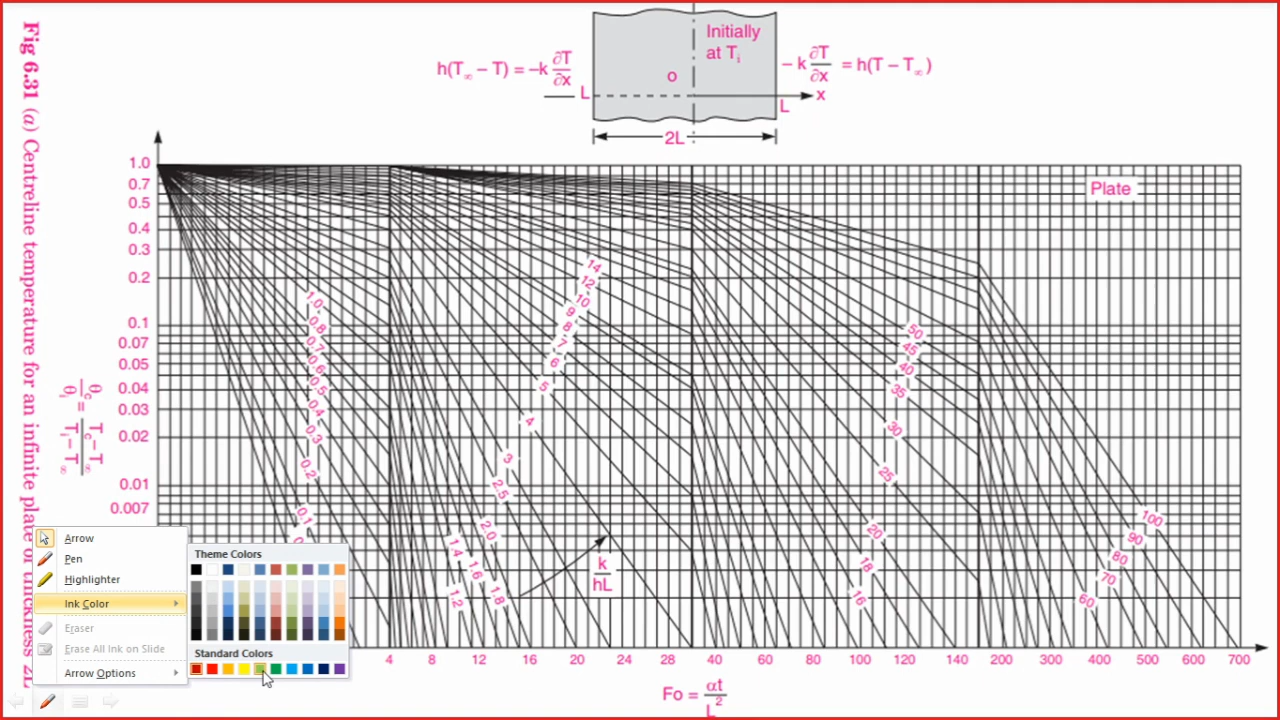 Initially
at Tᵢ
h(T∞ − T) = −k ∂T/∂x
− k ∂T/∂x = h(T − T∞)
O
L
L
x
2L
Fig 6.31 (a) Centreline temperature for an infinite plate of thickness 2L
Plate
1.0
0.7
0.5
0.4
0.3
0.2
0.1
0.07
0.05
0.04
0.03
0.02
0.01
0.007
θc/θi = Tc − T∞/Ti − T∞
1.0
0.8
0.7
0.6
0.5
0.4
0.3
0.2
0.1
14
12
10
9
8
7
6
5
4
3
2.5
2.0
1.8
1.6
1.4
1.2
k/hL
50
45
40
35
30
25
20
18
16
100
90
80
70
60
4 8 12 16 20 24 28 40 60 80 100 120 140 200 300 400 500 600 700
Fo = αt/L²
Arrow
Pen
Highlighter
Ink Color
Eraser
Erase All Ink on Slide
Arrow Options
Theme Colors
Standard Colors